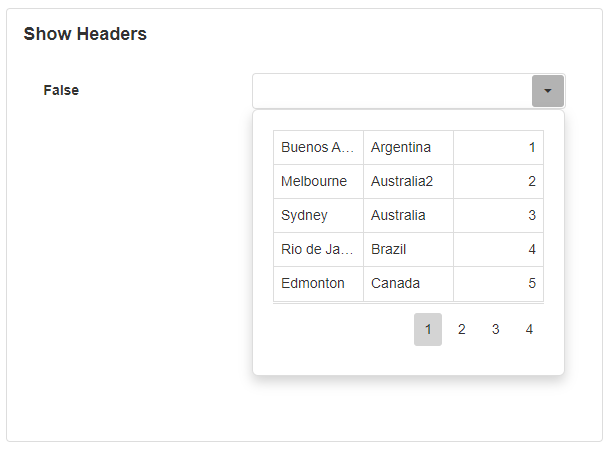 Show Headers
False
Buenos A... Argentina 1
Melbourne Australia2 2
Sydney Australia 3
Rio de Ja... Brazil 4
Edmonton Canada 5
1 2 3 4